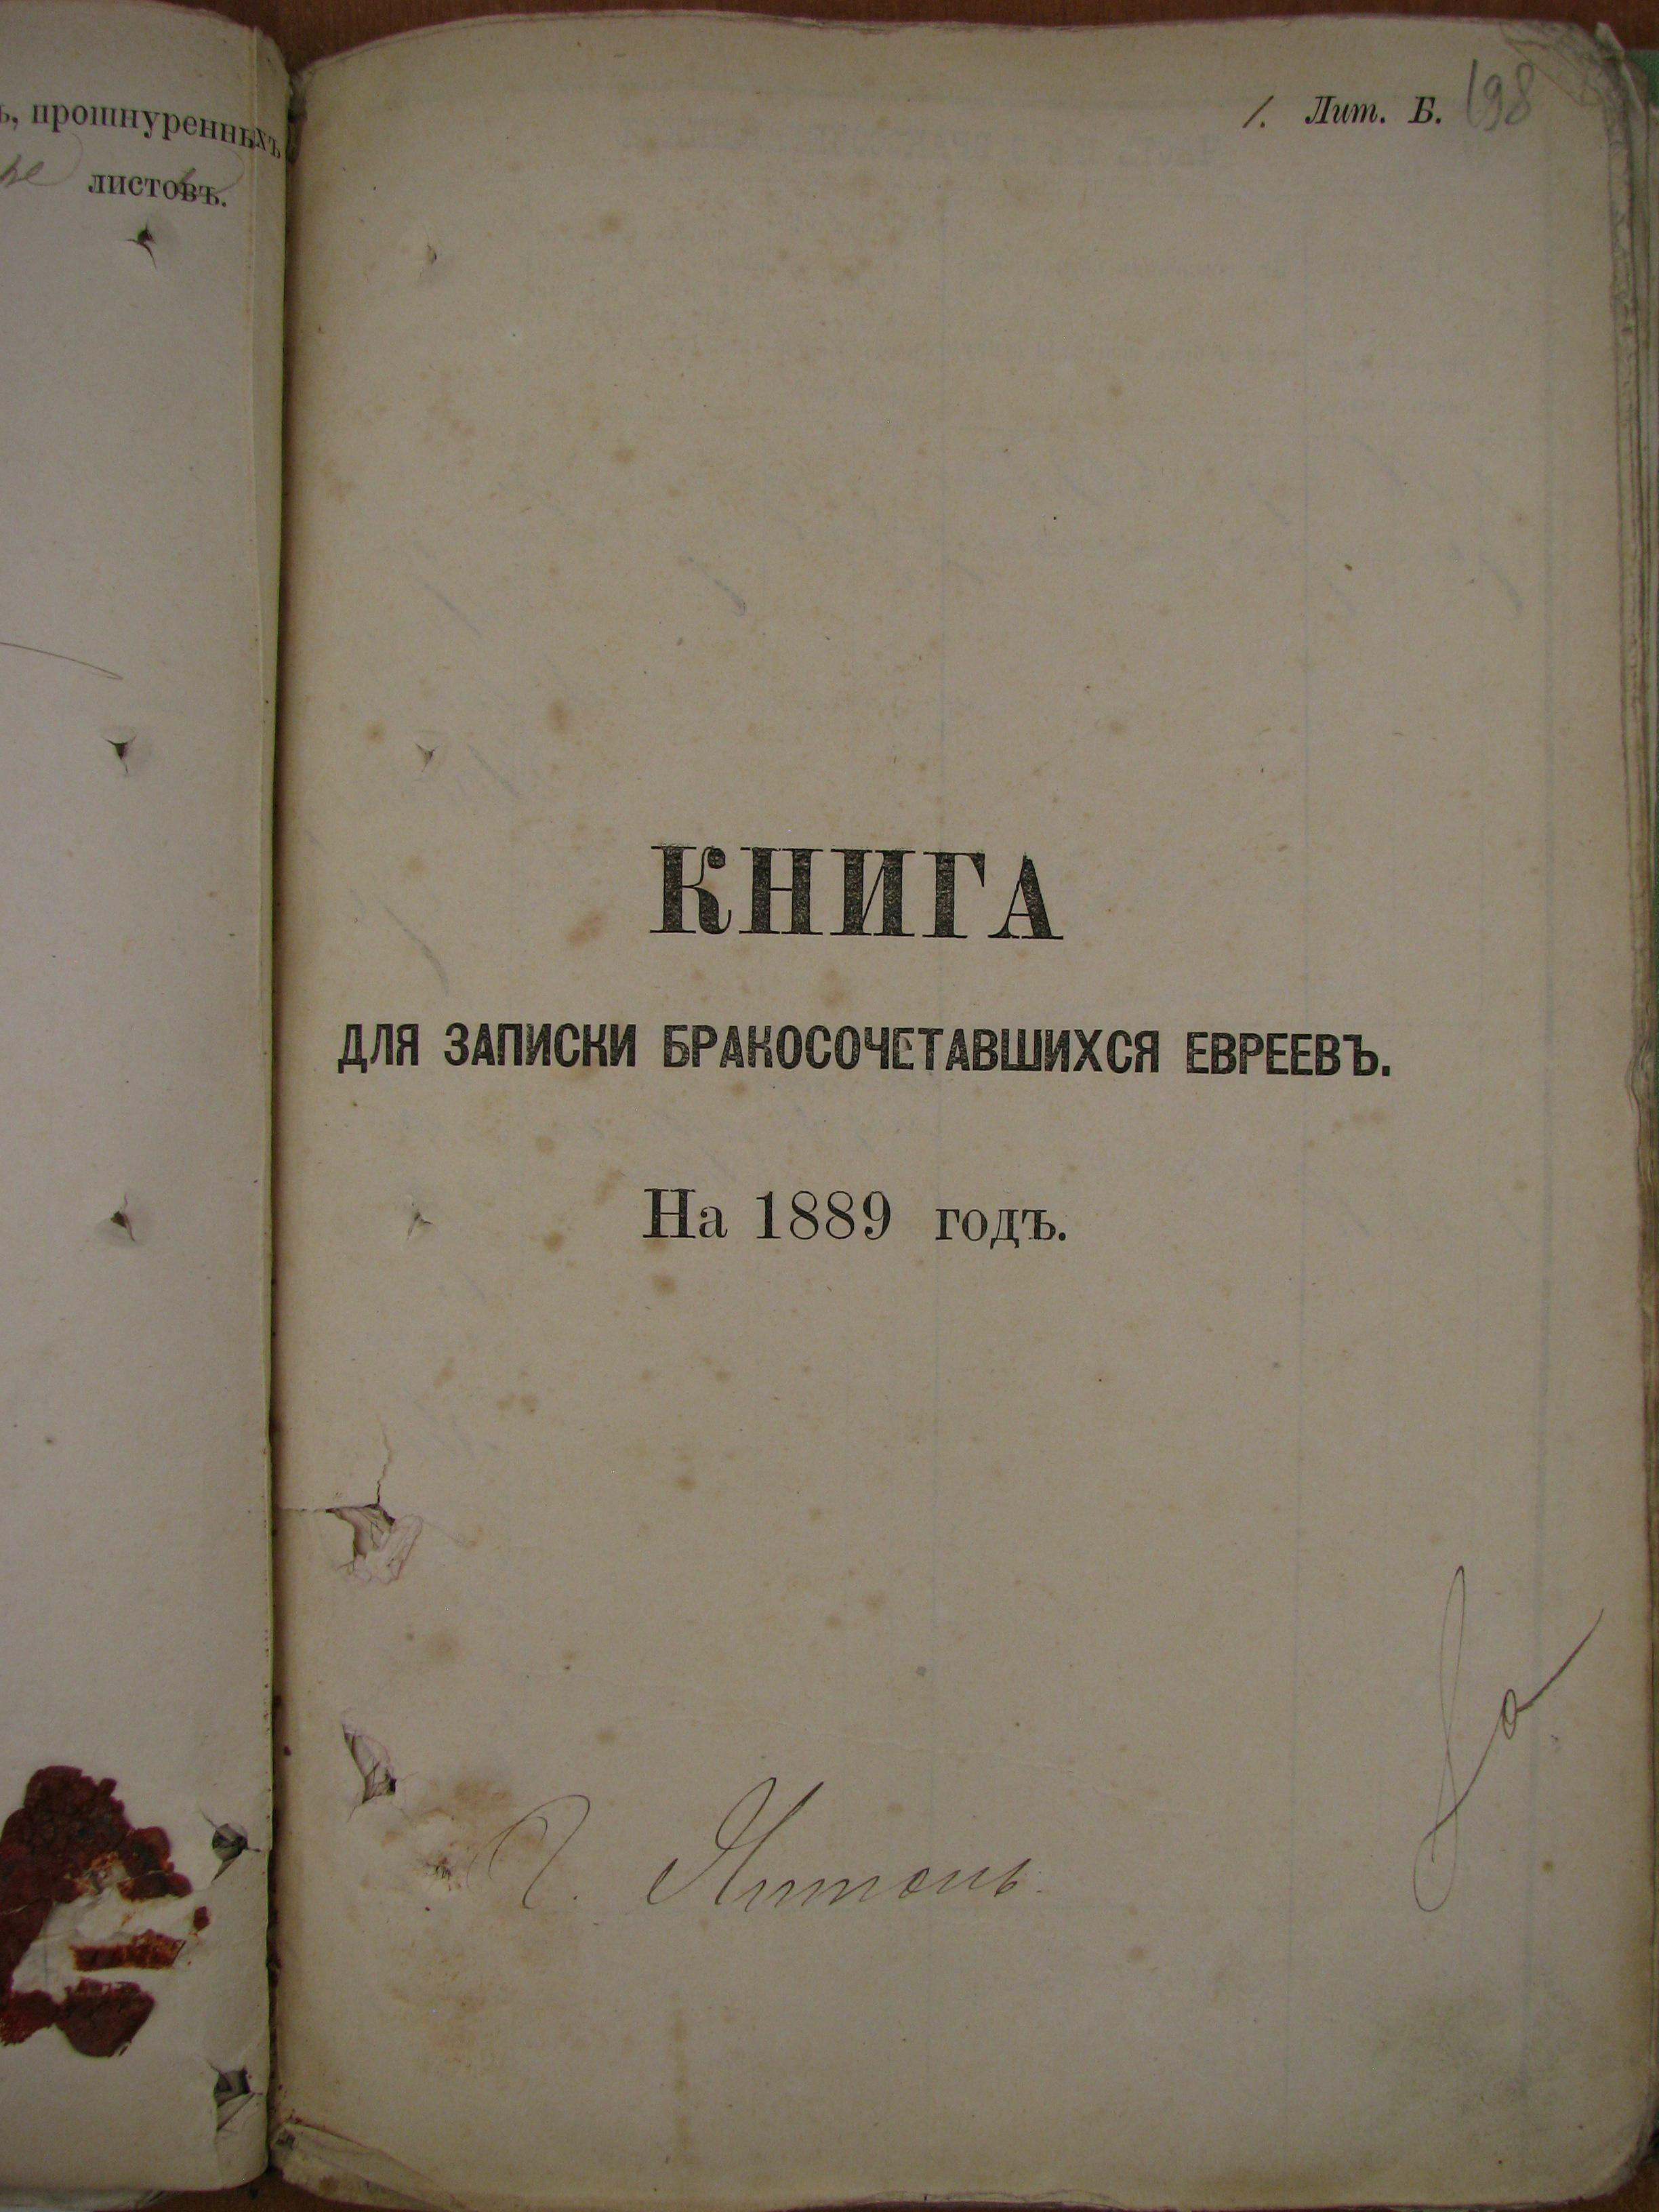 ъ, прошнуренныхъ
листовъ.
1. Лит. Б. 198
КНИГА
ДЛЯ ЗАПИСКИ БРАКОСОЧЕТАВШИХСЯ ЕВРЕЕВЪ.
На 1889 годъ.